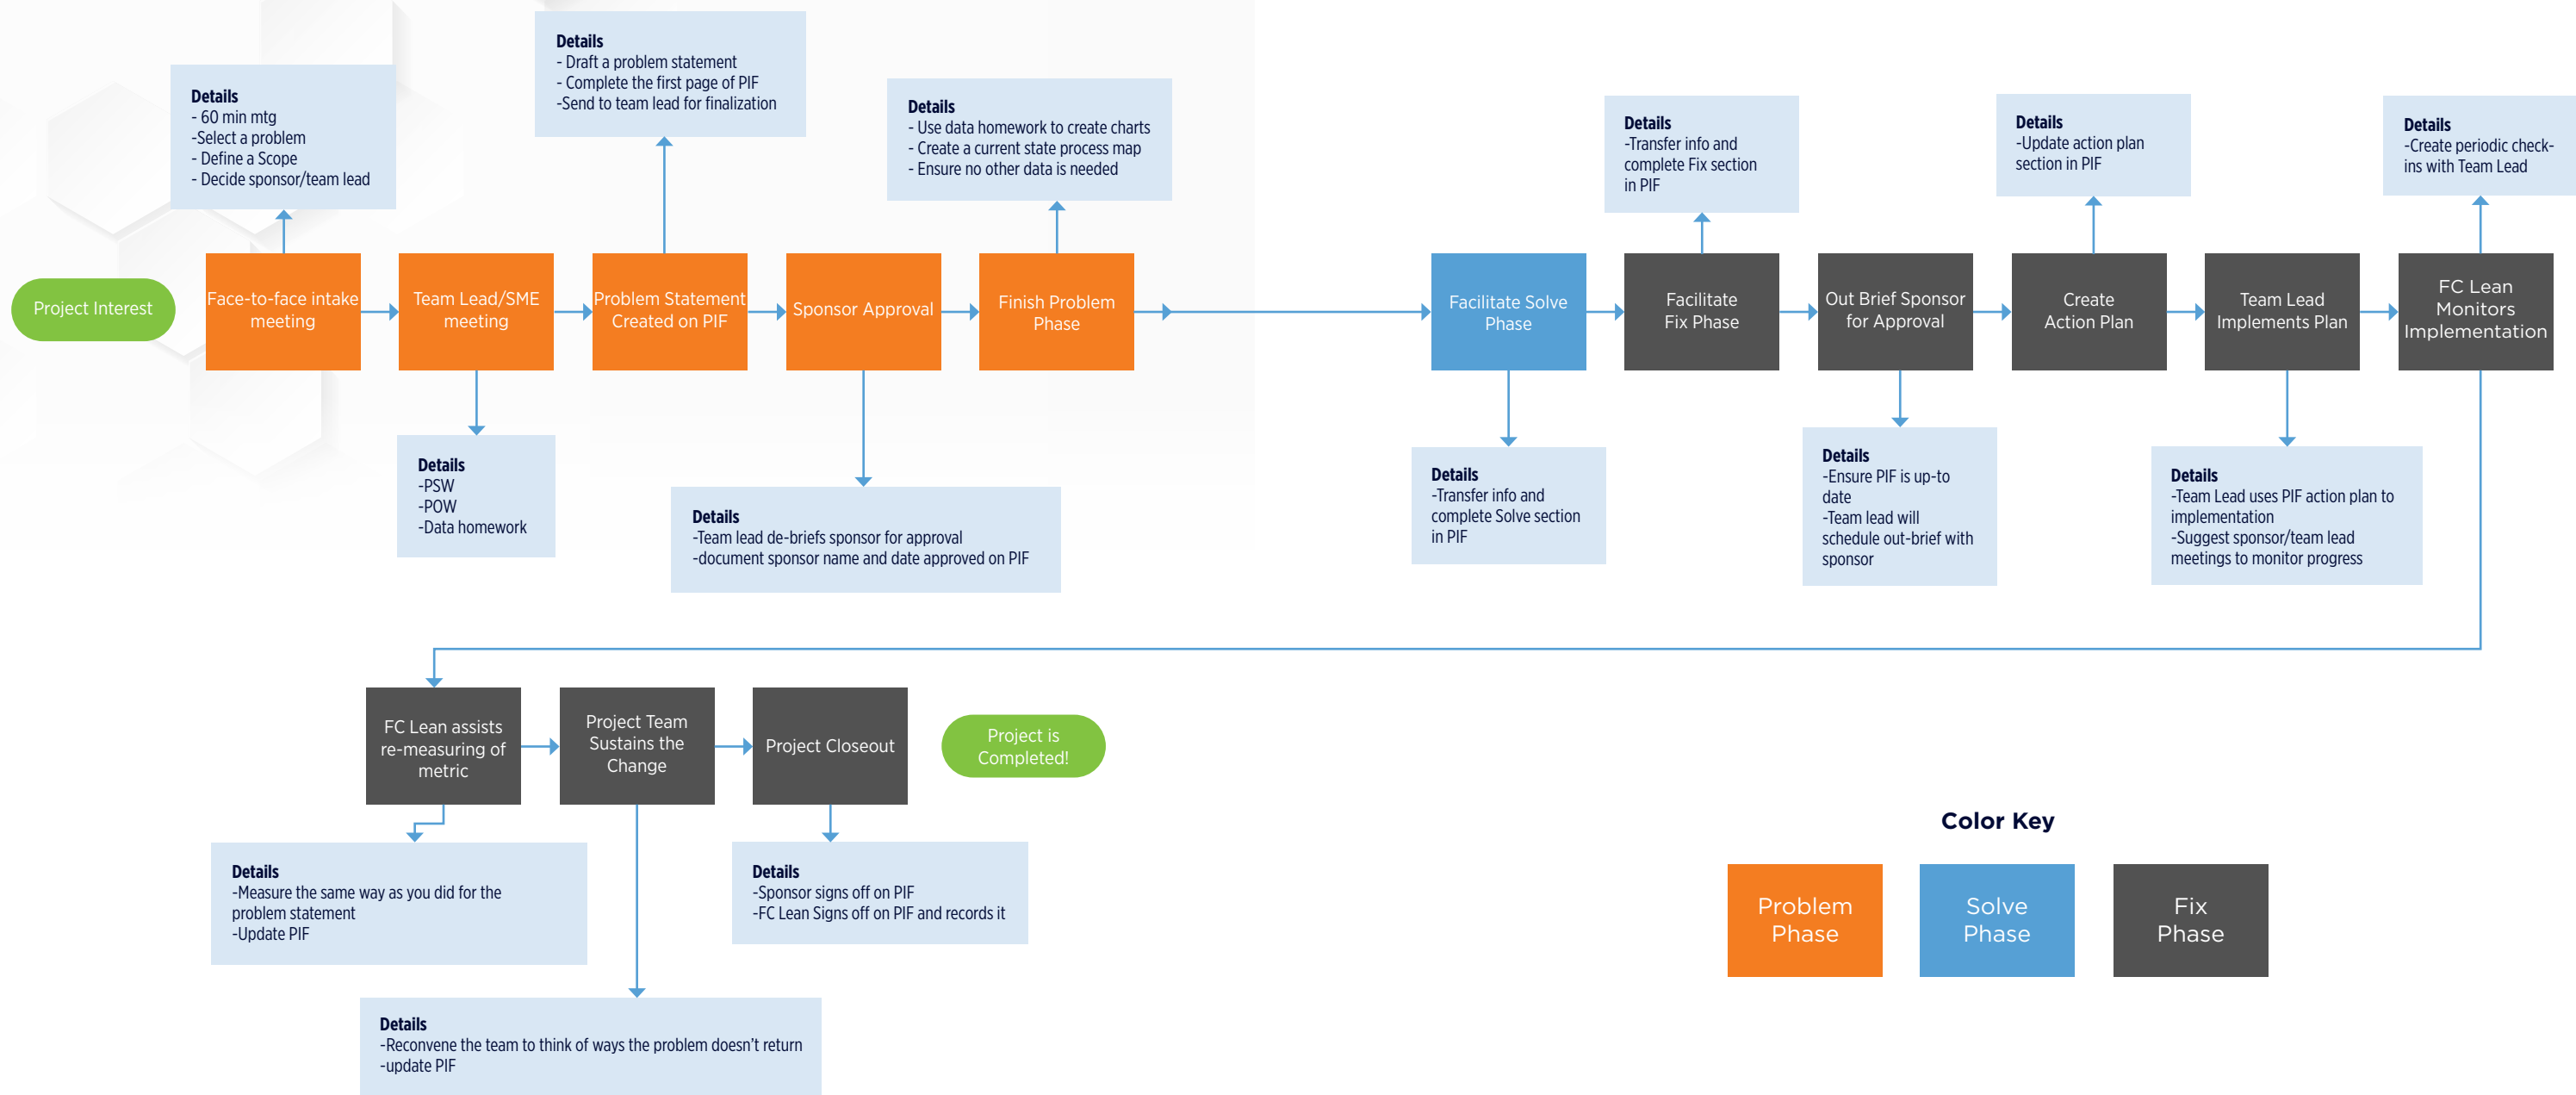 Details
- 60 min mtg
-Select a problem
- Define a Scope
- Decide sponsor/team lead
Details
- Draft a problem statement
- Complete the first page of PIF
-Send to team lead for finalization
Details
- Use data homework to create charts
- Create a current state process map
- Ensure no other data is needed
Details
-Transfer info and
complete Fix section
in PIF
Details
-Update action plan
section in PIF
Details
-Create periodic check-
ins with Team Lead
Project Interest
Face-to-face intake
meeting
Team Lead/SME
meeting
Problem Statement
Created on PIF
Sponsor Approval
Finish Problem
Phase
Facilitate Solve
Phase
Facilitate
Fix Phase
Out Brief Sponsor
for Approval
Create
Action Plan
Team Lead
Implements Plan
FC Lean
Monitors
Implementation
Details
-PSW
-POW
-Data homework
Details
-Team lead de-briefs sponsor for approval
-document sponsor name and date approved on PIF
Details
-Transfer info and
complete Solve section
in PIF
Details
-Ensure PIF is up-to
date
-Team lead will
schedule out-brief with
sponsor
Details
-Team Lead uses PIF action plan to
implementation
-Suggest sponsor/team lead
meetings to monitor progress
FC Lean assists
re-measuring of
metric
Project Team
Sustains the
Change
Project Closeout
Project is
Completed!
Details
-Measure the same way as you did for the
problem statement
-Update PIF
Details
-Sponsor signs off on PIF
-FC Lean Signs off on PIF and records it
Details
-Reconvene the team to think of ways the problem doesn't return
-update PIF
Color Key
Problem
Phase
Solve
Phase
Fix
Phase